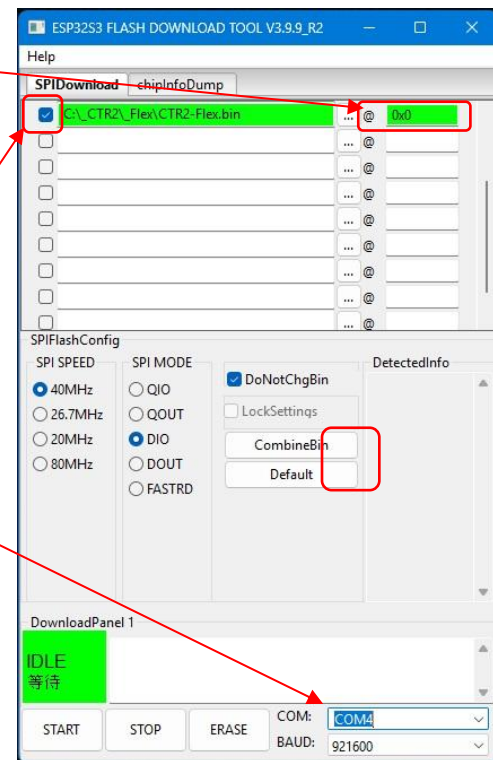 ESP32S3 FLASH DOWNLOAD TOOL V3.9.9_R2
Help
SPIDownload chipInfoDump
C:\_CTR2\_Flex\CTR2-Flex.bin ... @ 0x0
... @
... @
... @
... @
... @
... @
... @
... @
SPIFlashConfig
SPI SPEED SPI MODE DetectedInfo
40MHz QIO DoNotChgBin
26.7MHz QOUT LockSettings
20MHz DIO CombineBin
80MHz DOUT Default
FASTRD
DownloadPanel 1
IDLE
等待
START STOP ERASE COM: COM4
BAUD: 921600